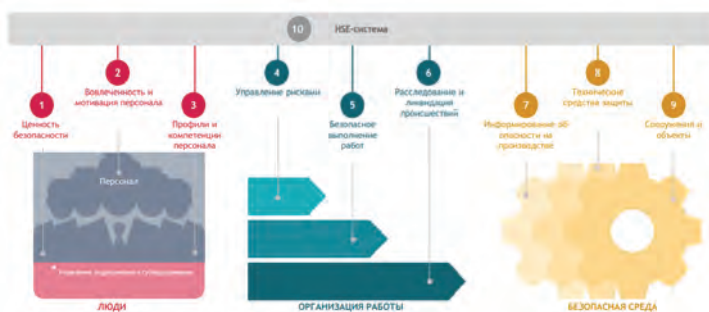 10 HSE-система
1
Ценность
безопасности
2
Вовлеченность и
мотивация персонала
3
Профили и
компетенции
персонала
4
Управление рисками
5
Безопасное
выполнение
работ
6
Расследование и
ликвидация
происшествий
7
Информирование об
опасности на
производстве
8
Технические
средства защиты
9
Сооружения и
объекты
Персонал
ЛЮДИ
ОРГАНИЗАЦИЯ РАБОТЫ
БЕЗОПАСНАЯ СРЕДА